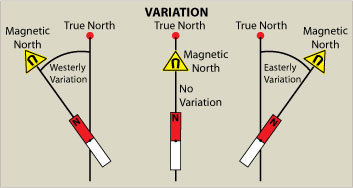 VARIATION
Magnetic
North
True North
Westerly
Variation
N
True North
Magnetic
North
No
Variation
N
True North
Magnetic
North
Easterly
Variation
N